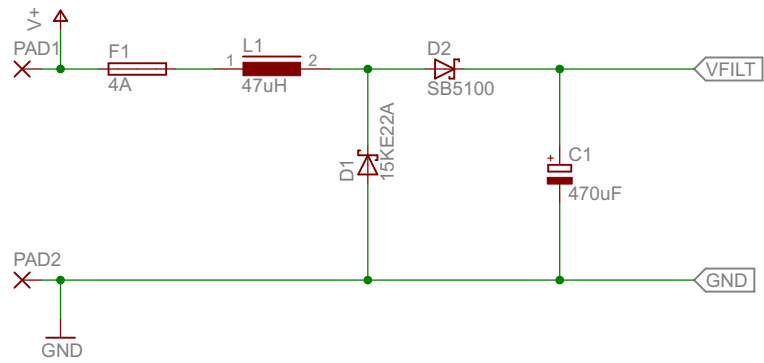 V+
PAD1
F1
4A
L1
1
2
47uH
D2
SB5100
VFILT
D1
15KE22A
+
C1
470uF
PAD2
GND
GND